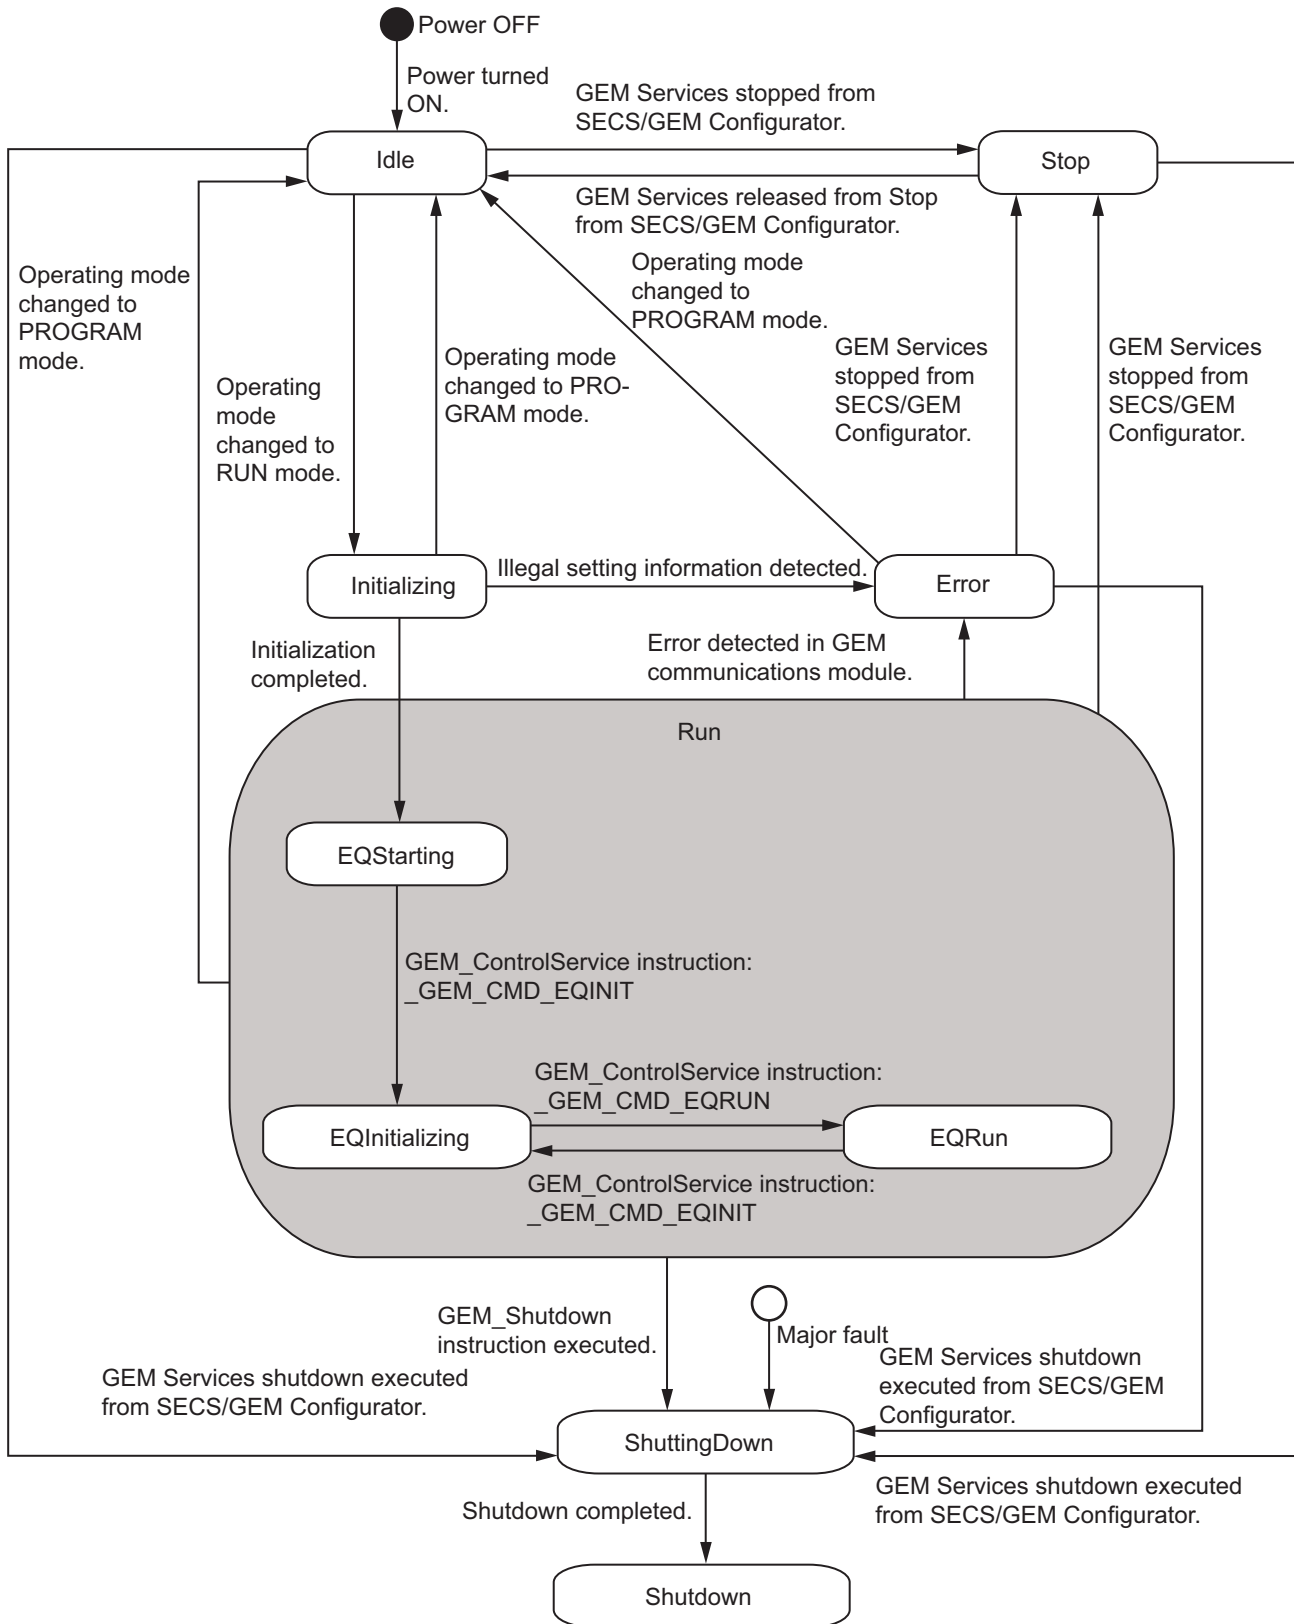 Power OFF
Power turned
ON.
GEM Services stopped from
SECS/GEM Configurator.
Idle
Stop
GEM Services released from Stop
from SECS/GEM Configurator.
Operating mode
changed to
PROGRAM
mode.
Operating mode
changed to
PROGRAM mode.
Operating
mode
changed to
RUN mode.
Operating mode
changed to PRO-
GRAM mode.
GEM Services
stopped from
SECS/GEM
Configurator.
GEM Services
stopped from
SECS/GEM
Configurator.
Initializing
Illegal setting information detected.
Error
Initialization
completed.
Error detected in GEM
communications module.
Run
EQStarting
GEM_ControlService instruction:
_GEM_CMD_EQINIT
GEM_ControlService instruction:
_GEM_CMD_EQRUN
EQInitializing
EQRun
GEM_ControlService instruction:
_GEM_CMD_EQINIT
GEM_Shutdown
instruction executed.
Major fault
GEM Services shutdown executed
from SECS/GEM Configurator.
GEM Services shutdown
executed from SECS/GEM
Configurator.
ShuttingDown
GEM Services shutdown executed
from SECS/GEM Configurator.
Shutdown completed.
Shutdown